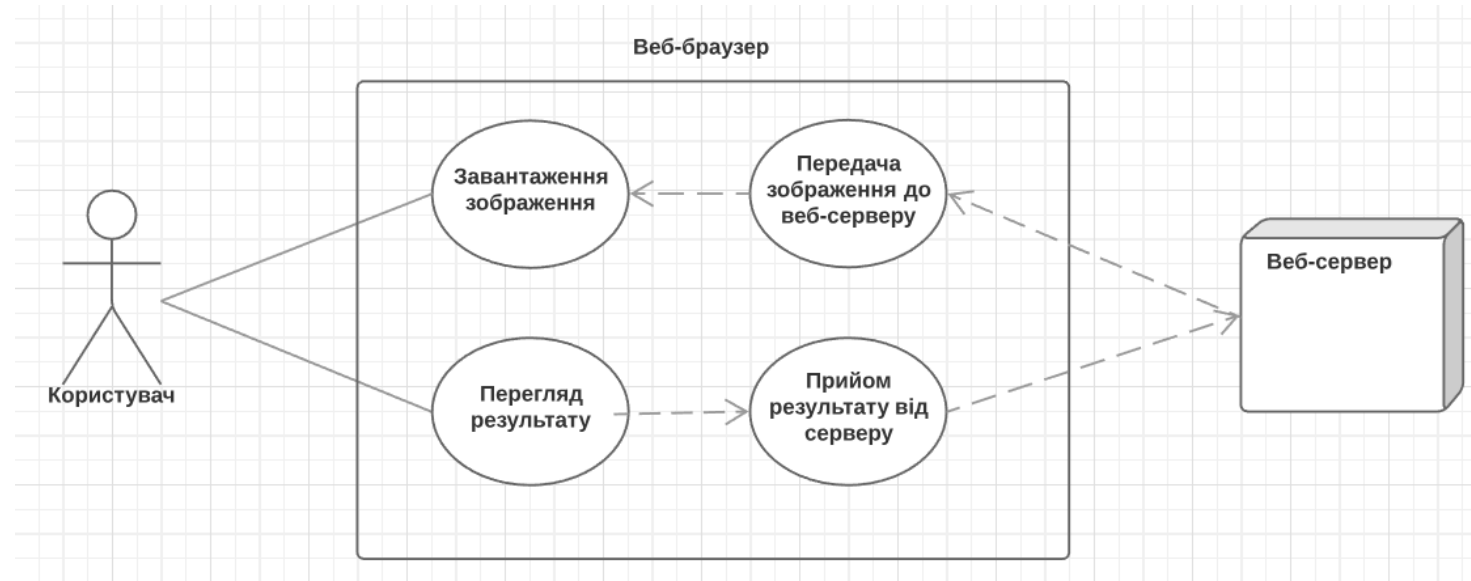 Веб-браузер
Завантаження
зображення
Передача
зображення до
веб-серверу
Веб-сервер
Користувач
Перегляд
результату
Прийом
результату від
серверу